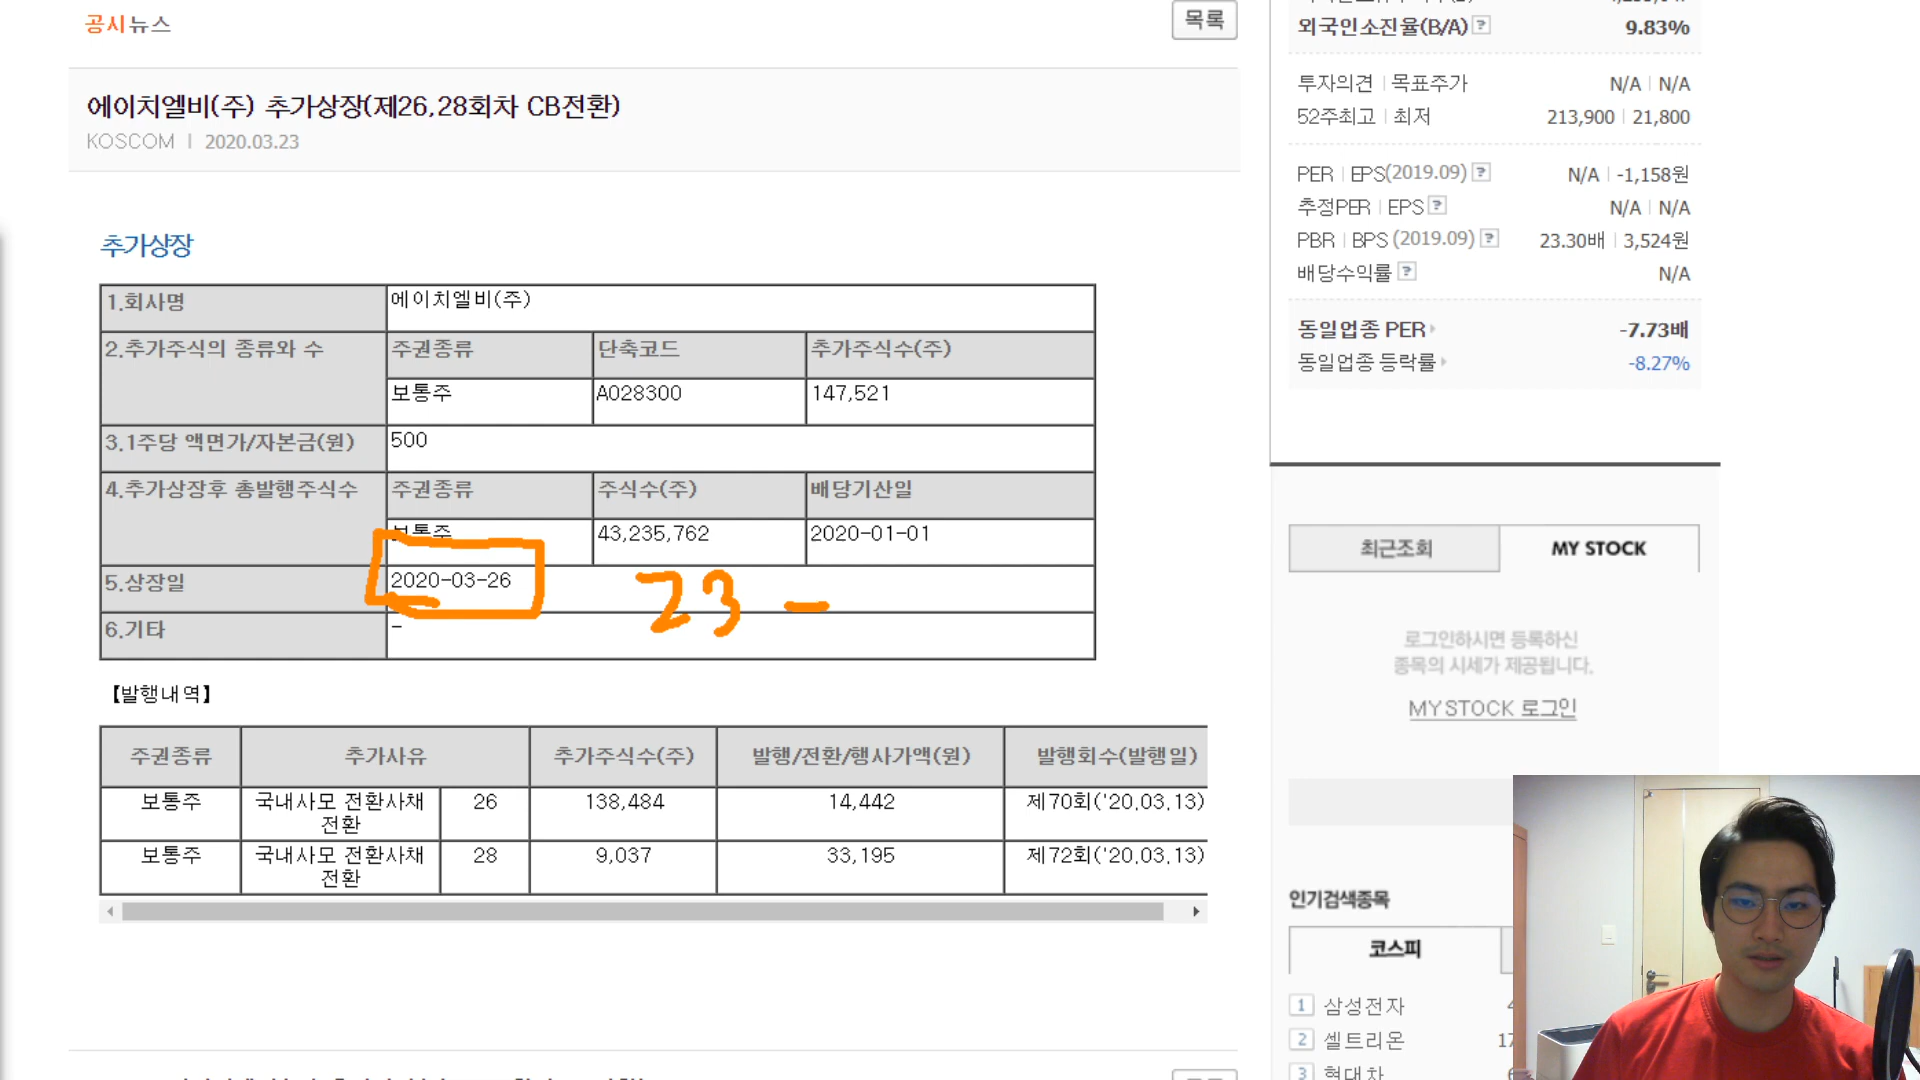 공시뉴스
목록
에이치엘비(주) 추가상장(제26,28회차 CB전환)
KOSCOM | 2020.03.23
추가상장
1.회사명 에이치엘비(주)
2.추가주식의 종류와 수 주권종류 단축코드 추가주식수(주)
보통주 A028300 147,521
3.1주당 액면가/자본금(원) 500
4.추가상장후 총발행주식수 주권종류 주식수(주) 배당기산일
보통주 43,235,762 2020-01-01
5.상장일 2020-03-26
23 -
6.기타 -
【발행내역】
주권종류 추가사유 추가주식수(주) 발행/전환/행사가액(원) 발행회수(발행일)
보통주 국내사모 전환사채 전환 26 138,484 14,442 제70회('20.03.13)
보통주 국내사모 전환사채 전환 28 9,037 33,195 제72회('20.03.13)
외국인소진율(B/A) ? 9.83%
투자의견 | 목표주가 N/A | N/A
52주최고 | 최저 213,900 | 21,800
PER | EPS(2019.09) ? N/A | -1,158원
추정PER | EPS ? N/A | N/A
PBR | BPS (2019.09) ? 23.30배 | 3,524원
배당수익률 ? N/A
동일업종 PER -7.73배
동일업종 등락률 -8.27%
최근조회 MY STOCK
로그인하시면 등록하신
종목의 시세가 제공됩니다.
MY STOCK 로그인
인기검색종목
코스피
1 삼성전자
2 셀트리온
3 현대차